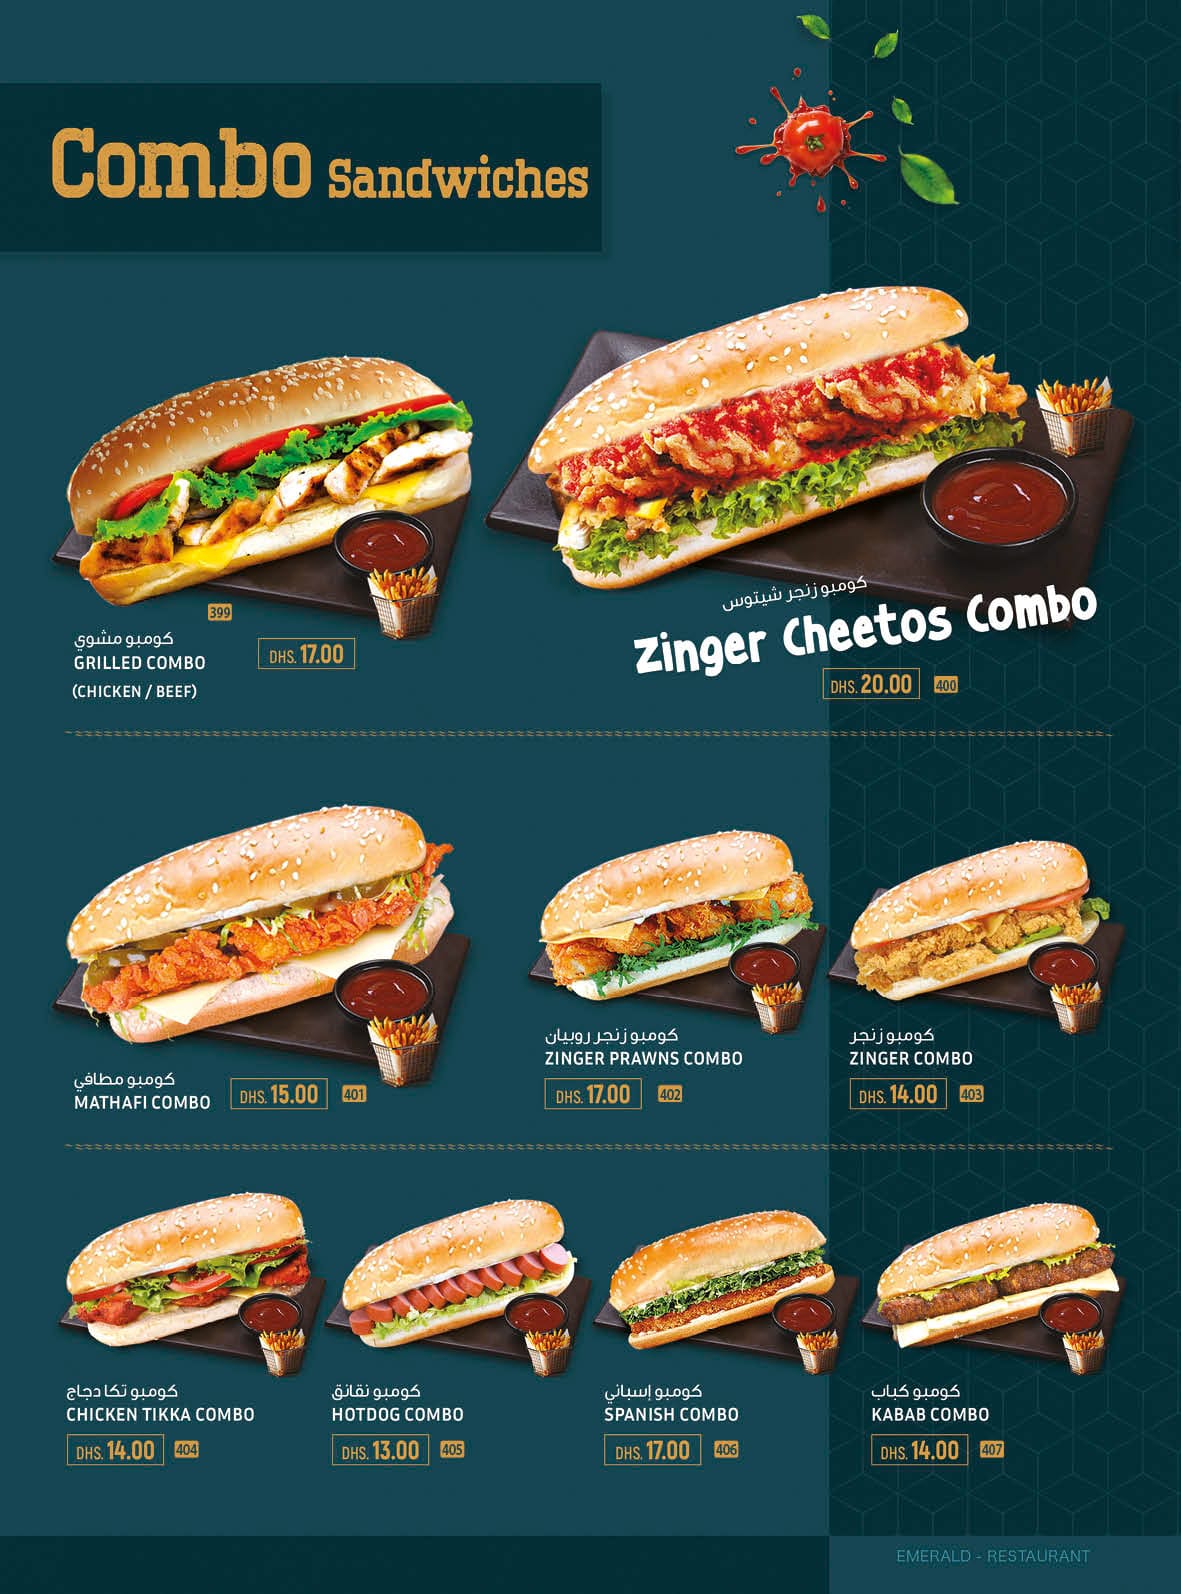 Combo Sandwiches
399
كومبو مشوي
GRILLED COMBO
(CHICKEN / BEEF)
DHS. 17.00
كومبو زنجر شيتوس
Zinger Cheetos Combo
DHS. 20.00 400
كومبو مطافي
MATHAFI COMBO
DHS. 15.00 401
كومبو زنجر روبيان
ZINGER PRAWNS COMBO
DHS. 17.00 402
كومبو زنجر
ZINGER COMBO
DHS. 14.00 403
كومبو تكا دجاج
CHICKEN TIKKA COMBO
DHS. 14.00 404
كومبو نقانق
HOTDOG COMBO
DHS. 13.00 405
كومبو إسباني
SPANISH COMBO
DHS. 17.00 406
كومبو كباب
KABAB COMBO
DHS. 14.00 407
EMERALD - RESTAURANT